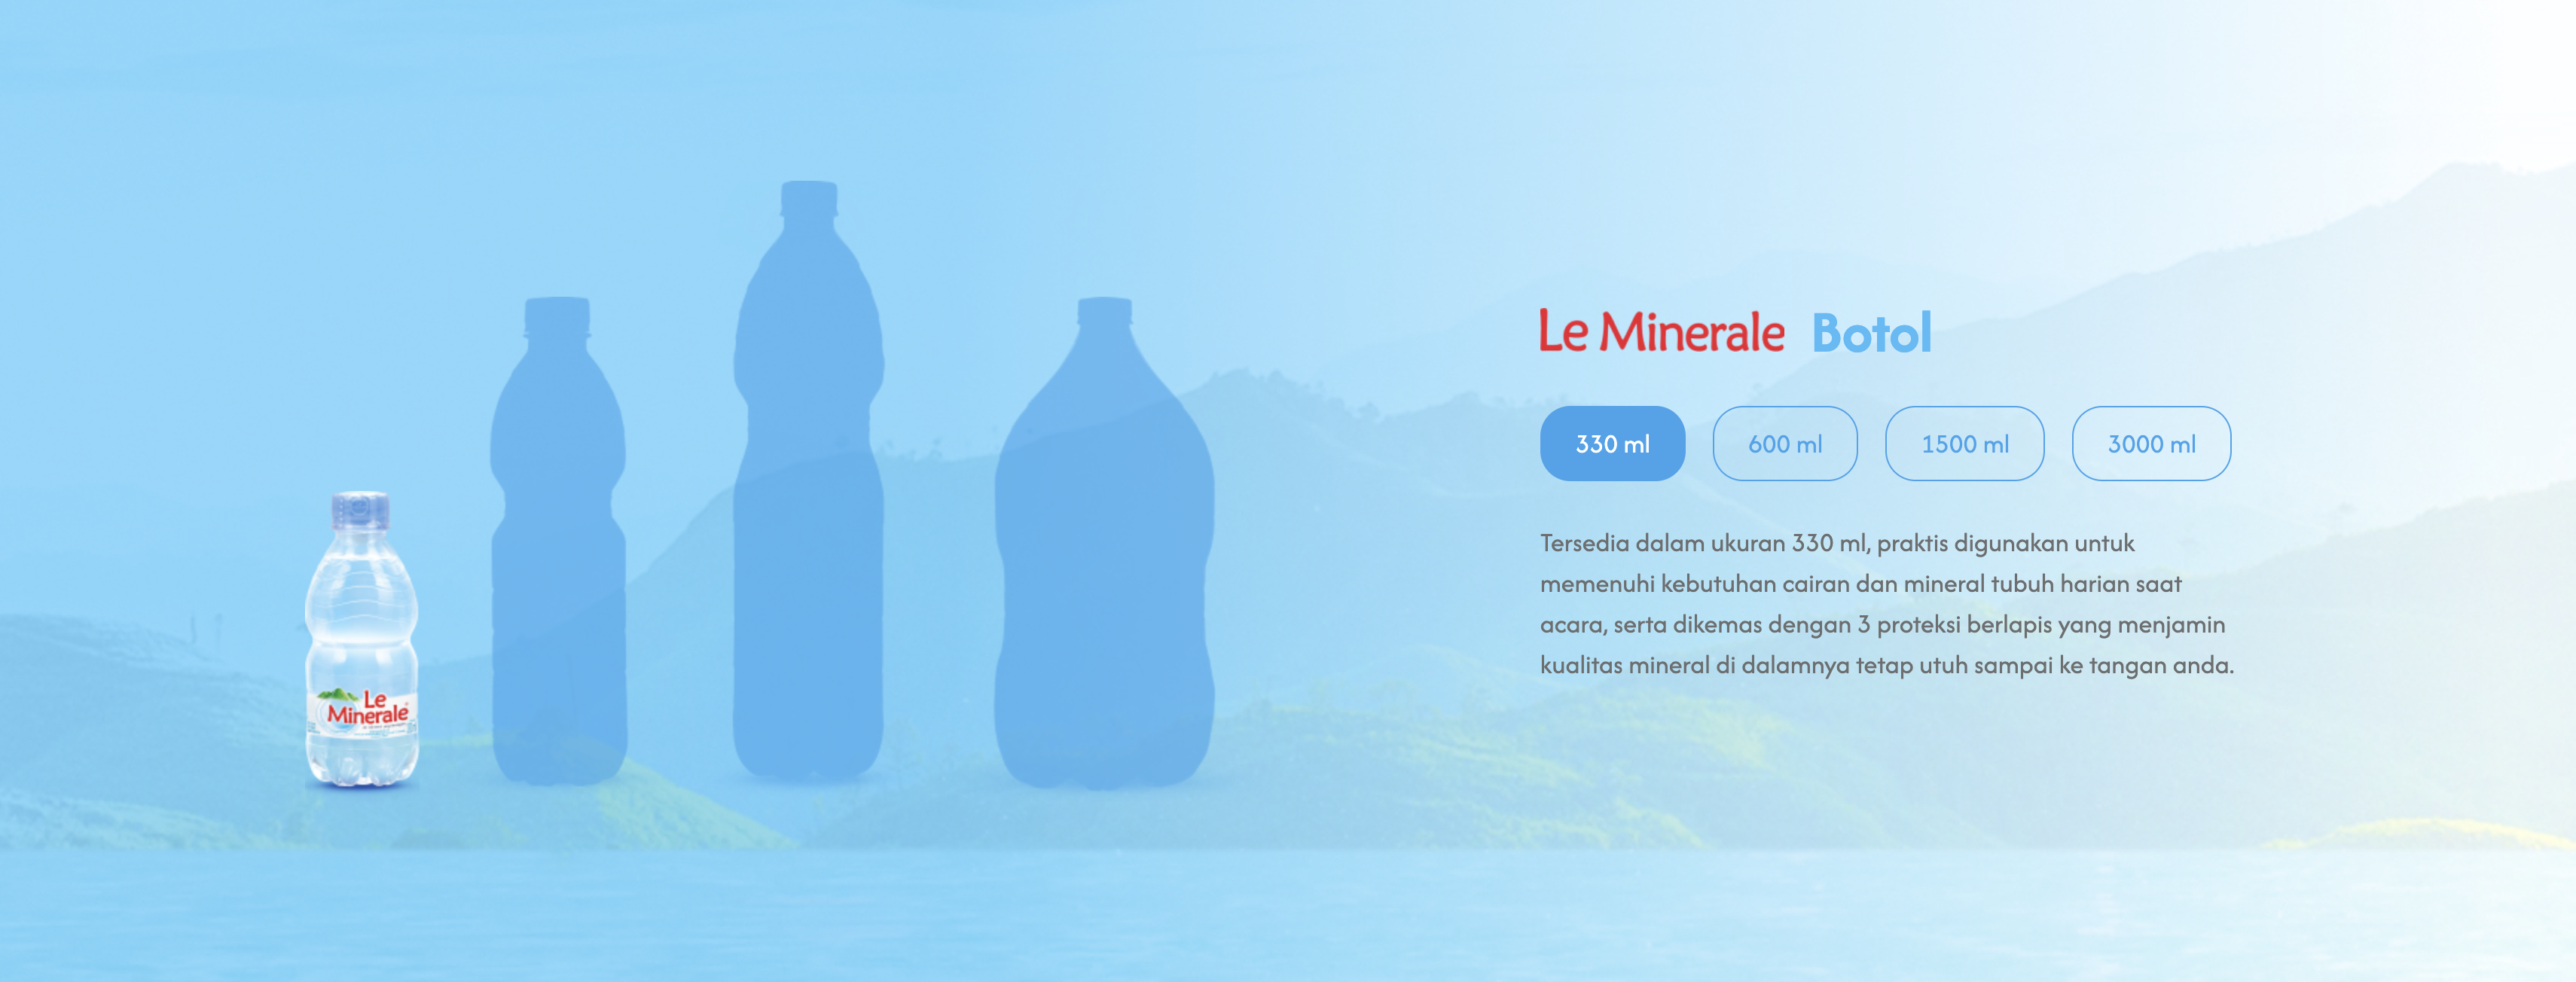 Le Minerale Botol
330 ml 600 ml 1500 ml 3000 ml
Tersedia dalam ukuran 330 ml, praktis digunakan untuk
memenuhi kebutuhan cairan dan mineral tubuh harian saat
acara, serta dikemas dengan 3 proteksi berlapis yang menjamin
kualitas mineral di dalamnya tetap utuh sampai ke tangan anda.
Le
Minerale